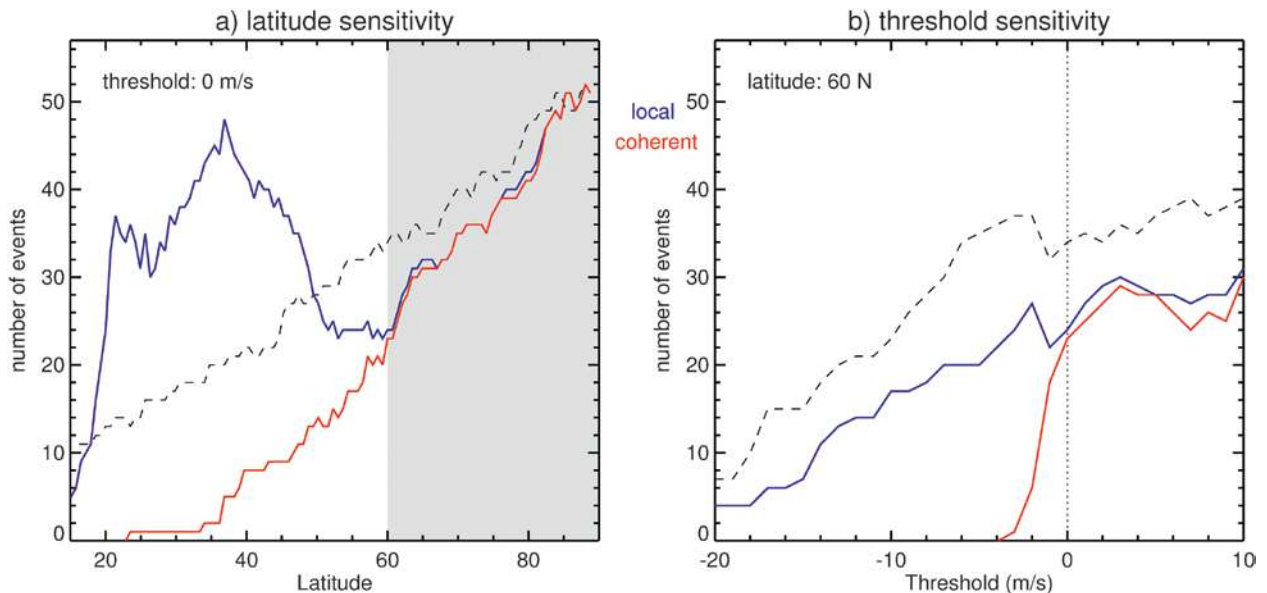 a) latitude sensitivity
threshold: 0 m/s
number of events
50
40
30
20
10
0
20
40
60
80
Latitude
local
coherent
b) threshold sensitivity
latitude: 60 N
number of events
50
40
30
20
10
0
-20
-10
0
10
Threshold (m/s)